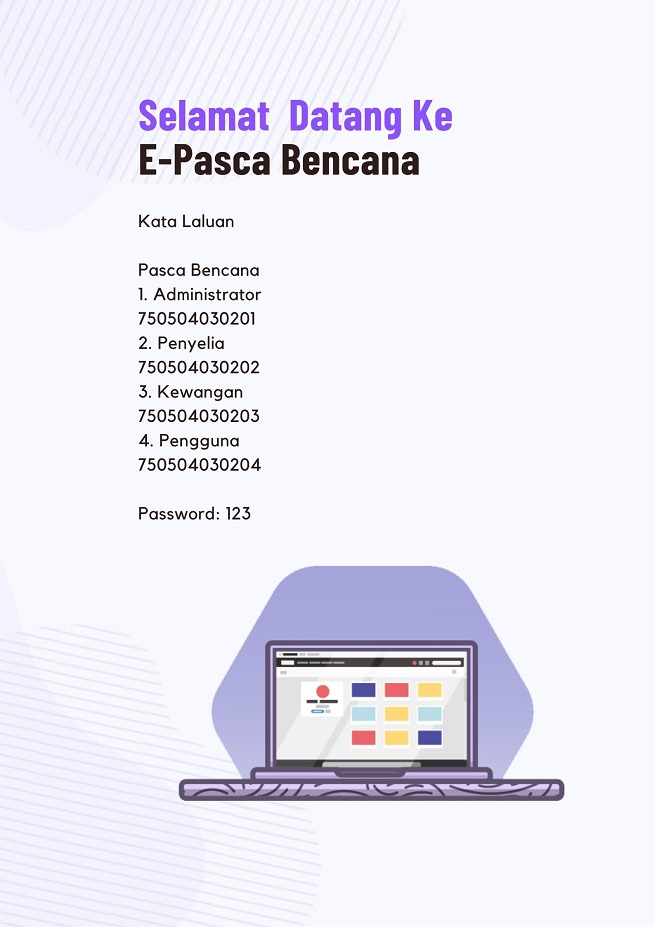 Selamat  Datang Ke
E-Pasca Bencana
Kata Laluan
Pasca Bencana
1. Administrator
750504030201
2. Penyelia
750504030202
3. Kewangan
750504030203
4. Pengguna
750504030204
Password: 123